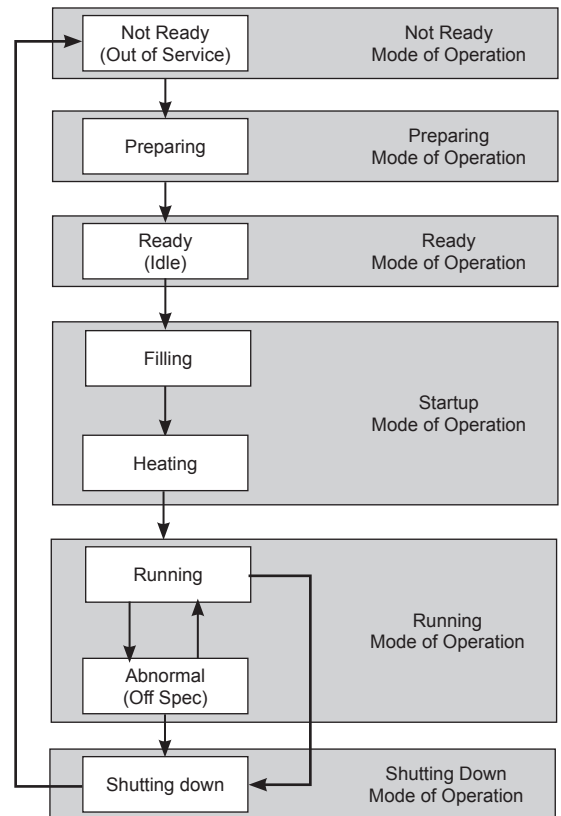 Not Ready
(Out of Service)
Not Ready
Mode of Operation
Preparing
Preparing
Mode of Operation
Ready
(Idle)
Ready
Mode of Operation
Filling
Heating
Startup
Mode of Operation
Running
Abnormal
(Off Spec)
Running
Mode of Operation
Shutting down
Shutting Down
Mode of Operation